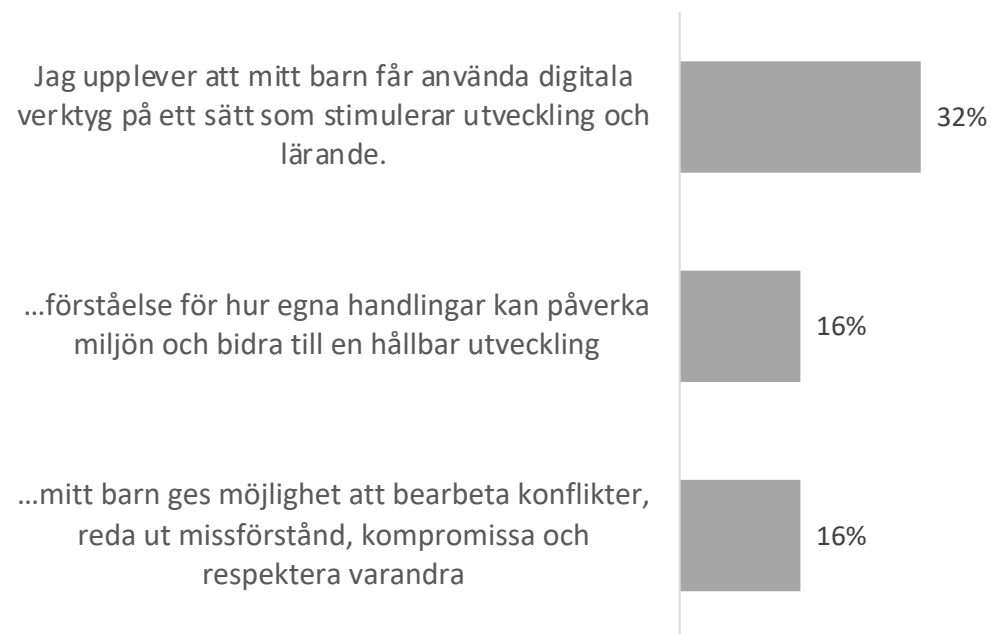 Jag upplever att mitt barn får använda digitala
verktyg på ett sätt som stimulerar utveckling och
lärande.
32%
...förståelse för hur egna handlingar kan påverka
miljön och bidra till en hållbar utveckling
16%
...mitt barn ges möjlighet att bearbeta konflikter,
reda ut missförstånd, kompromissa och
respektera varandra
16%